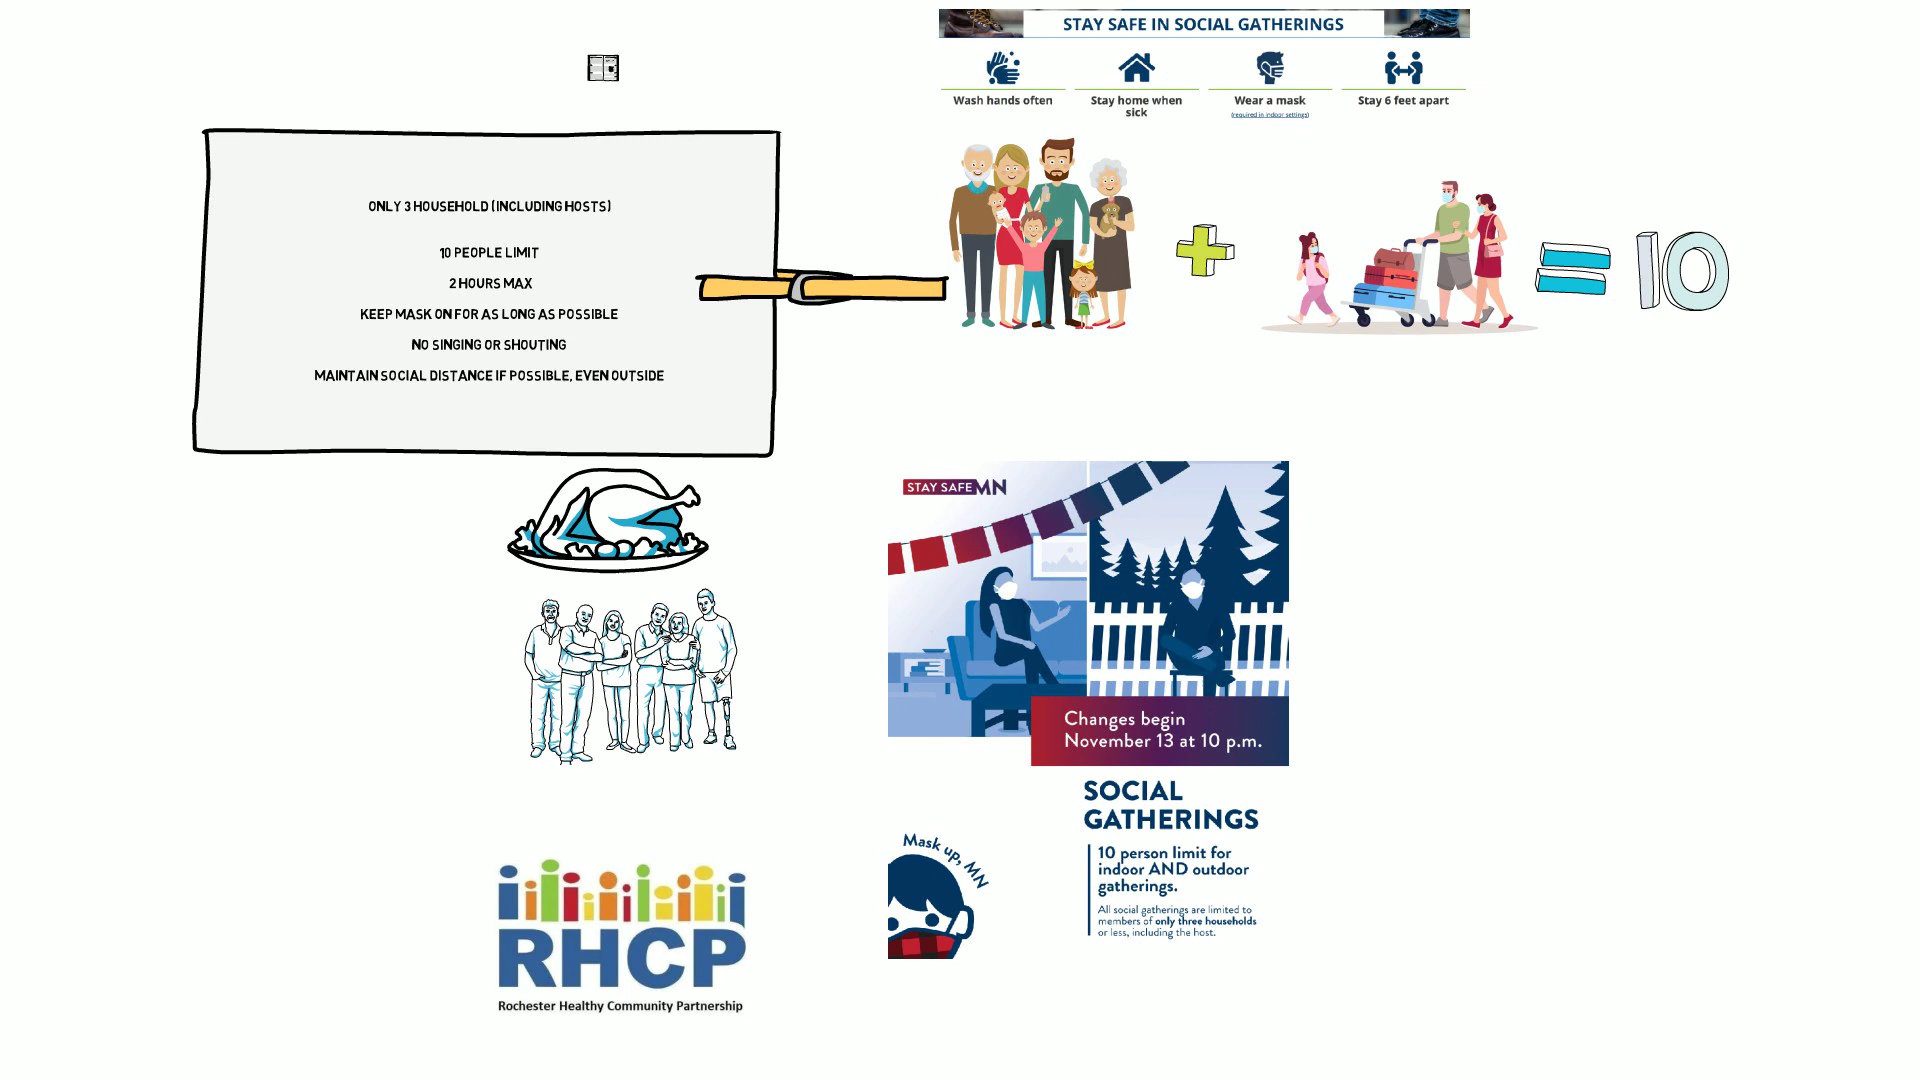 STAY SAFE IN SOCIAL GATHERINGS
Wash hands often
Stay home when
sick
Wear a mask
(required in indoor settings)
Stay 6 feet apart
ONLY 3 HOUSEHOLD (INCLUDING HOSTS)
10 PEOPLE LIMIT
2 HOURS MAX
KEEP MASK ON FOR AS LONG AS POSSIBLE
NO SINGING OR SHOUTING
MAINTAIN SOCIAL DISTANCE IF POSSIBLE, EVEN OUTSIDE
+ = 10
STAY SAFE MN
Changes begin
November 13 at 10 p.m.
SOCIAL
GATHERINGS
10 person limit for
indoor AND outdoor
gatherings.
All social gatherings are limited to
members of only three households
or less, including the host.
Mask up, MN
RHCP
Rochester Healthy Community Partnership